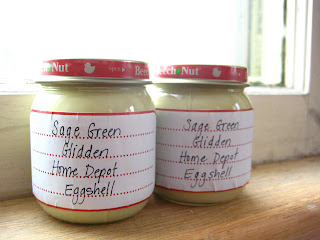 Beech-Nut
Beech-Nut
Sage Green
Glidden
Home Depot
Eggshell
Sage Green
Glidden
Home Depot
Eggshell